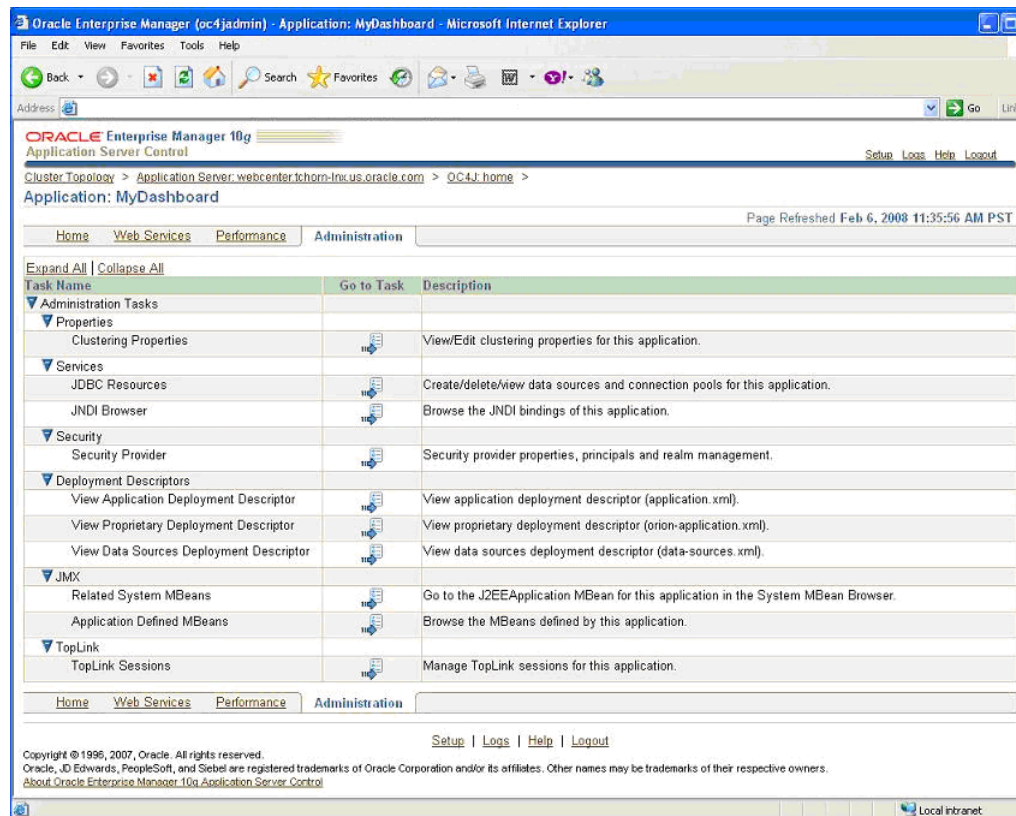 Oracle Enterprise Manager (oc4jadmin) - Application: MyDashboard - Microsoft Internet Explorer
File Edit View Favorites Tools Help
Back Search Favorites
Address Go Lin
ORACLE Enterprise Manager 10g
Application Server Control
Setup Logs Help Logout
Cluster Topology > Application Server: webcenter.tchorn-lnx.us.oracle.com > OC4J: home >
Application: MyDashboard
Page Refreshed Feb 6, 2008 11:35:56 AM PST
Home Web Services Performance Administration
Expand All | Collapse All
Task Name Go to Task Description
Administration Tasks
Properties
Clustering Properties View/Edit clustering properties for this application.
Services
JDBC Resources Create/delete/view data sources and connection pools for this application.
JNDI Browser Browse the JNDI bindings of this application.
Security
Security Provider Security provider properties, principals and realm management.
Deployment Descriptors
View Application Deployment Descriptor View application deployment descriptor (application.xml).
View Proprietary Deployment Descriptor View proprietary deployment descriptor (orion-application.xml).
View Data Sources Deployment Descriptor View data sources deployment descriptor (data-sources.xml).
JMX
Related System MBeans Go to the J2EEApplication MBean for this application in the System MBean Browser.
Application Defined MBeans Browse the MBeans defined by this application.
TopLink
TopLink Sessions Manage TopLink sessions for this application.
Home Web Services Performance Administration
Setup | Logs | Help | Logout
Copyright © 1996, 2007, Oracle. All rights reserved.
Oracle, JD Edwards, PeopleSoft, and Siebel are registered trademarks of Oracle Corporation and/or its affiliates. Other names may be trademarks of their respective owners.
About Oracle Enterprise Manager 10g Application Server Control
Local intranet